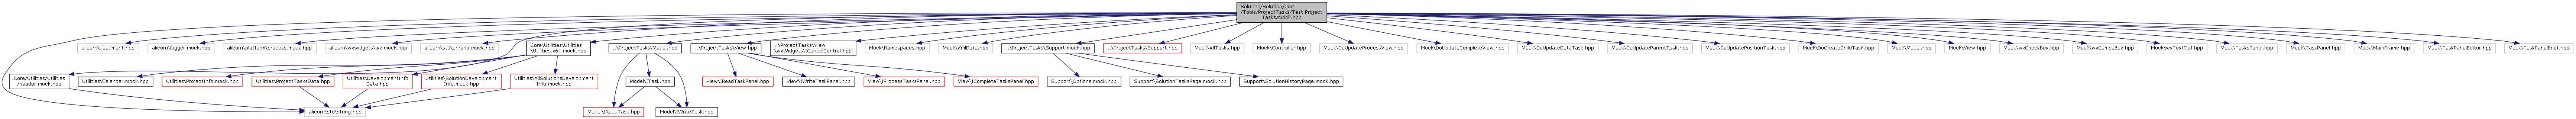 Solution/Solution/Core
/Tools/ProjectTasks/Test.Project
Tasks/mock.hpp
alicorn\document.hpp
alicorn\logger.mock.hpp
alicorn\platform\process.mock.hpp
alicorn\wxwidgets\wx.mock.hpp
alicorn\std\chrono.mock.hpp
Core\Utilities\Utilities
\Utilities.x64.mock.hpp
..\ProjectTasks\Model.hpp
..\ProjectTasks\View.hpp
..\ProjectTasks\View
\wxWidgets\ICancelControl.hpp
Mock\Namespaces.hpp
Mock\XmlData.hpp
..\ProjectTasks\Support.mock.hpp
..\ProjectTasks\Support.hpp
Mock\AllTasks.hpp
Mock\Controller.hpp
Mock\DoUpdateProcessView.hpp
Mock\DoUpdateCompleteView.hpp
Mock\DoUpdateDataTask.hpp
Mock\DoUpdateParentTask.hpp
Mock\DoUpdatePositionTask.hpp
Mock\DoCreateChildTask.hpp
Mock\Model.hpp
Mock\View.hpp
Mock\wxCheckBox.hpp
Mock\wxComboBox.hpp
Mock\wxTextCtrl.hpp
Mock\TasksPanel.hpp
Mock\TaskPanel.hpp
Mock\MainFrame.hpp
Mock\TaskPanelEditor.hpp
Mock\TaskPanelBrief.hpp
Core/Utilities/Utilities
/header.mock.hpp
Utilities\Calendar.mock.hpp
Utilities\ProjectInfo.mock.hpp
Utilities\ProjectTasksData.hpp
Utilities\DevelopmentInfo
Data.hpp
Utilities\SolutionDevelopment
Info.mock.hpp
Utilities\AllSolutionsDevelopment
Info.mock.hpp
Model\ITask.hpp
View\IReadTaskPanel.hpp
View\IWriteTaskPanel.hpp
View\IProcessTasksPanel.hpp
View\ICompleteTasksPanel.hpp
Support\Options.mock.hpp
Support\SolutionTasksPage.mock.hpp
Support\SolutionHistoryPage.mock.hpp
alicorn\std\string.hpp
Model\IReadTask.hpp
Model\IWriteTask.hpp